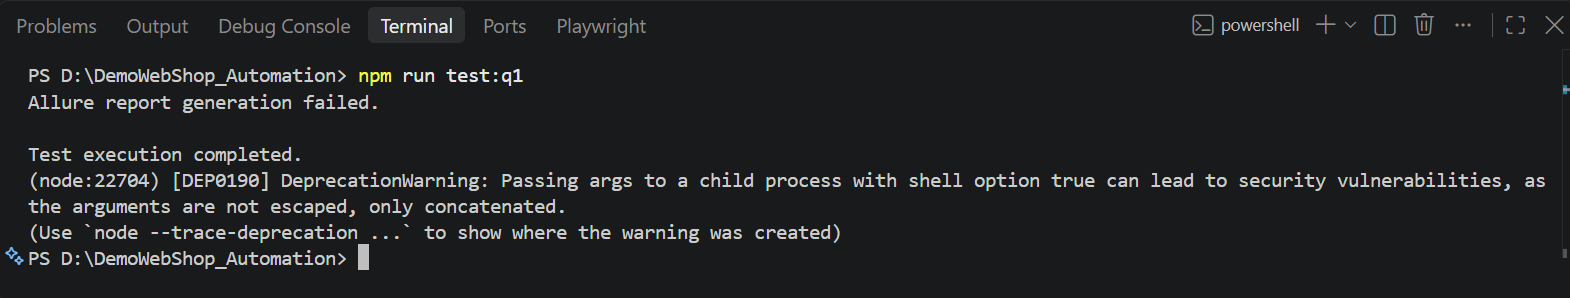 Problems Output Debug Console Terminal Ports Playwright powershell
PS D:\DemoWebShop_Automation> npm run test:q1
Allure report generation failed.
Test execution completed.
(node:22704) [DEP0190] DeprecationWarning: Passing args to a child process with shell option true can lead to security vulnerabilities, as
the arguments are not escaped, only concatenated.
(Use `node --trace-deprecation ...` to show where the warning was created)
PS D:\DemoWebShop_Automation>